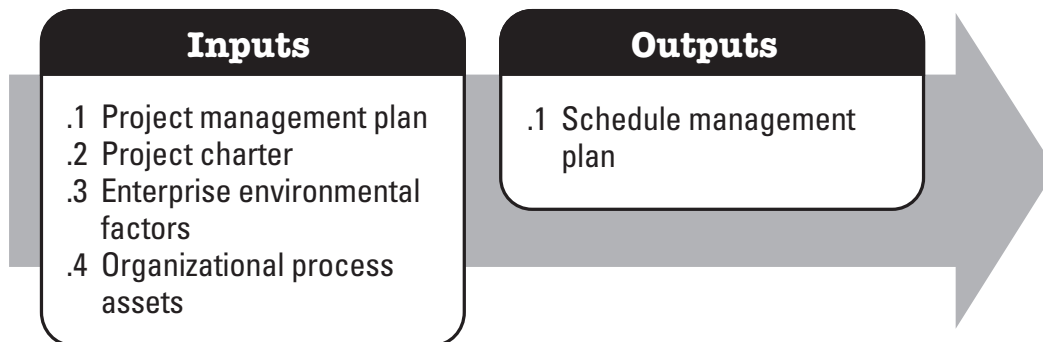 Inputs
.1 Project management plan
.2 Project charter
.3 Enterprise environmental
factors
.4 Organizational process
assets
Outputs
.1 Schedule management
plan